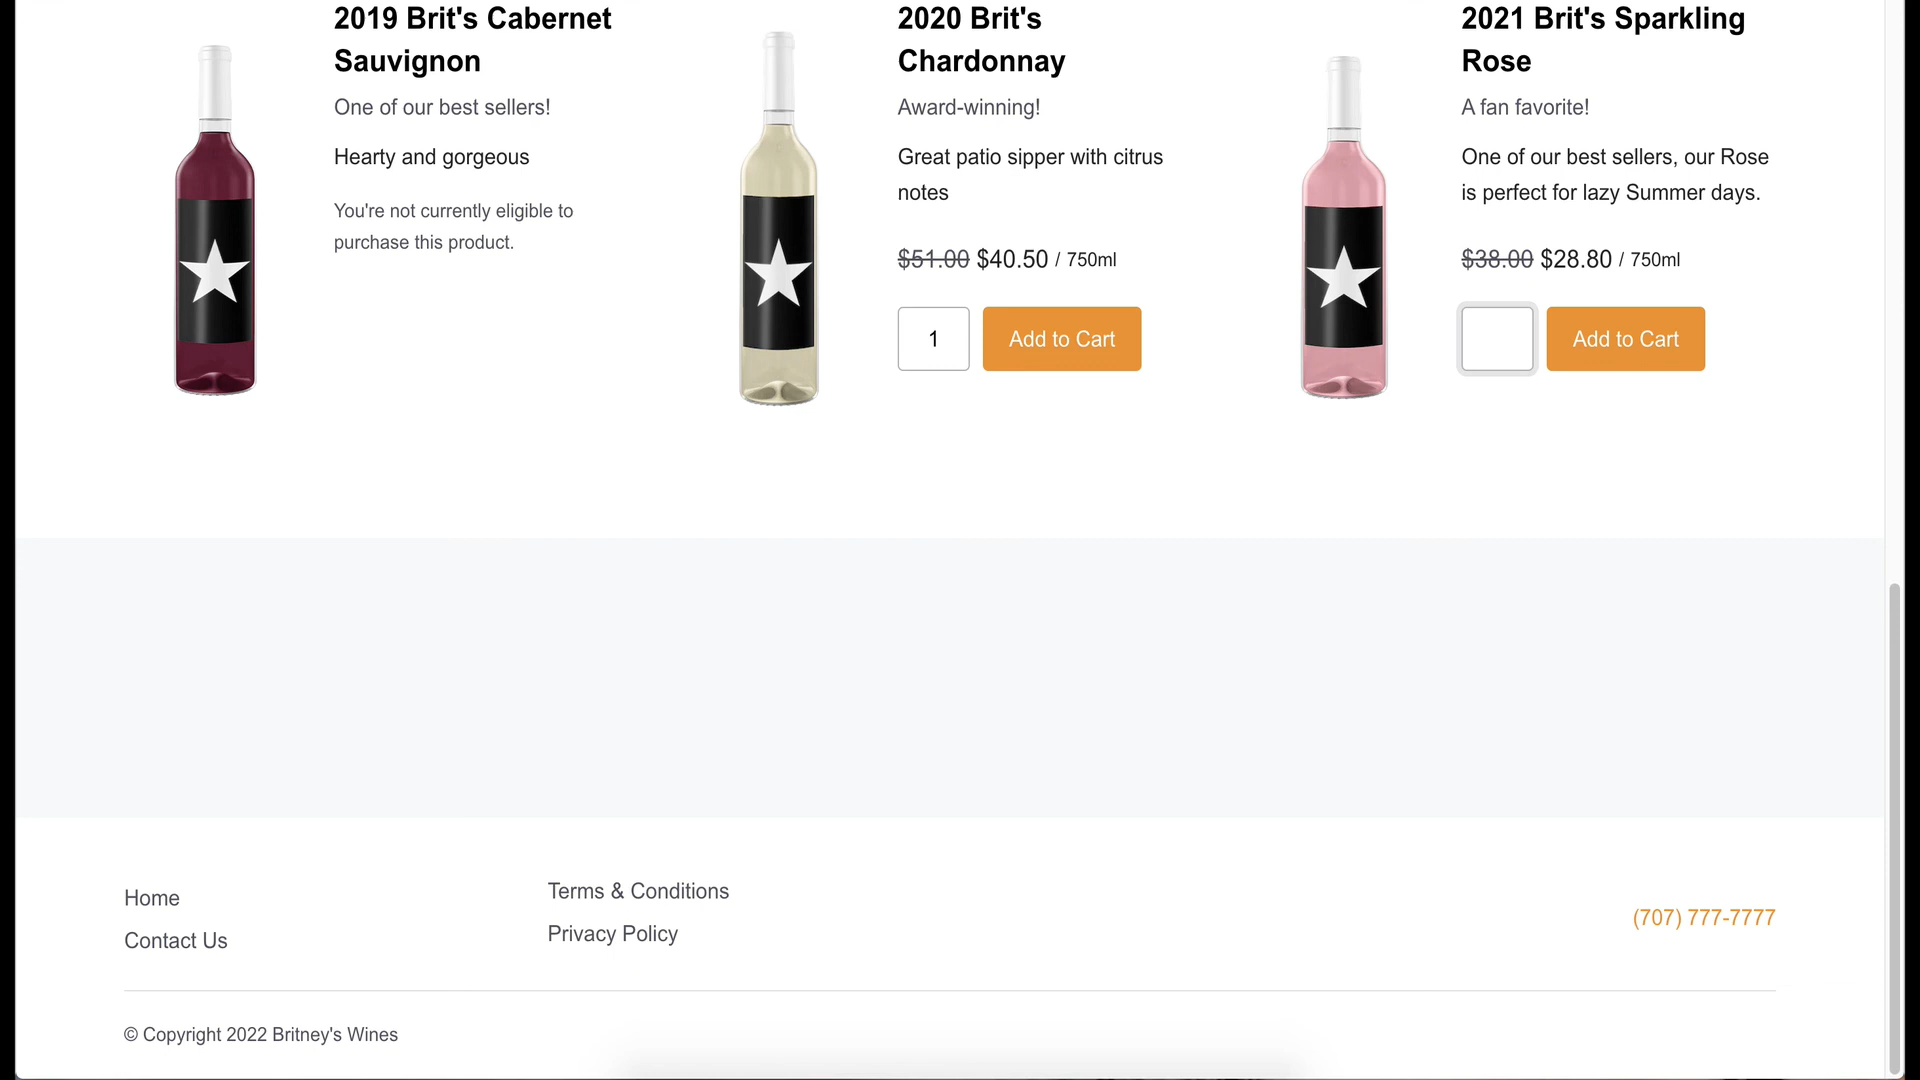 2019 Brit's Cabernet
Sauvignon
One of our best sellers!
Hearty and gorgeous
You're not currently eligible to
purchase this product.
2020 Brit's
Chardonnay
Award-winning!
Great patio sipper with citrus
notes
$51.00 $40.50 / 750ml
1
Add to Cart
2021 Brit's Sparkling
Rose
A fan favorite!
One of our best sellers, our Rose
is perfect for lazy Summer days.
$38.00 $28.80 / 750ml
Add to Cart
Home
Contact Us
Terms & Conditions
Privacy Policy
(707) 777-7777
© Copyright 2022 Britney's Wines